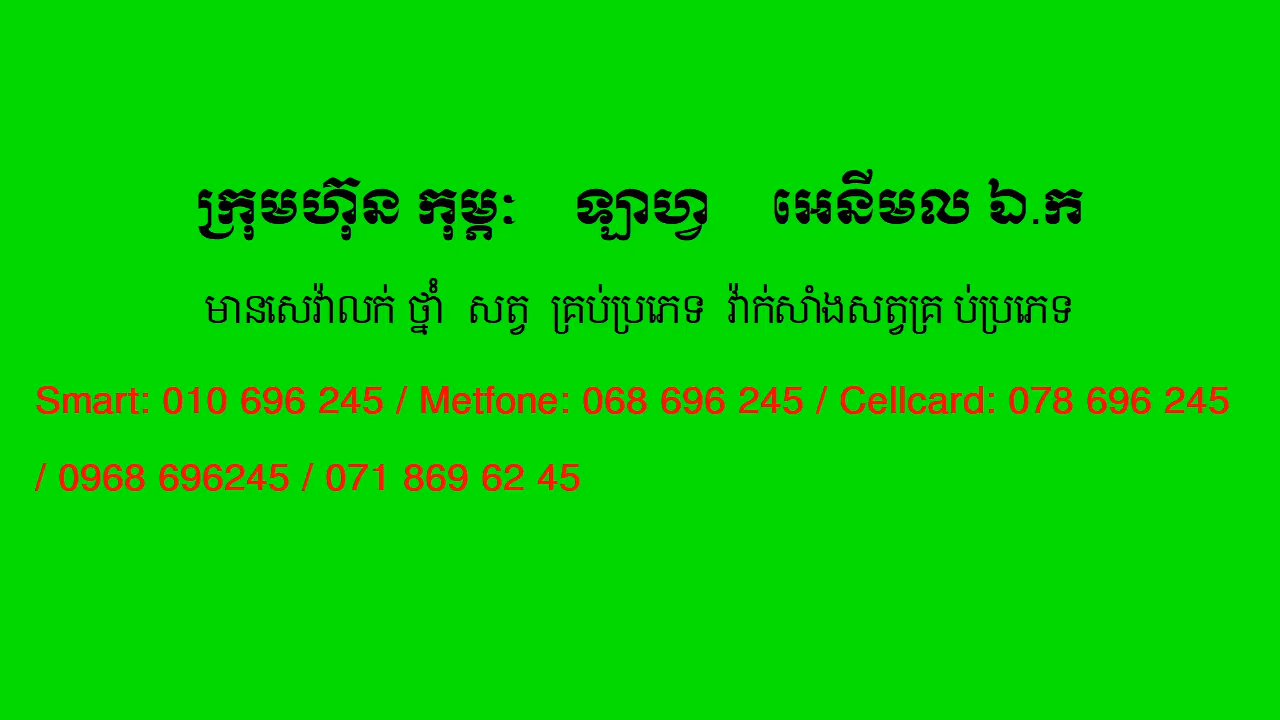 ក្រុមហ៊ុន កុម្ភៈ ឡាហ្វ អេនីមល ឯ.ក
មានសេវ៉ាលក់ ថ្នាំ សត្វ គ្រប់ប្រភេទ វ៉ាក់សាំងសត្វគ្រ ប់ប្រភេទ
Smart: 010 696 245 / Metfone: 068 696 245 / Cellcard: 078 696 245
/ 0968 696245 / 071 869 62 45